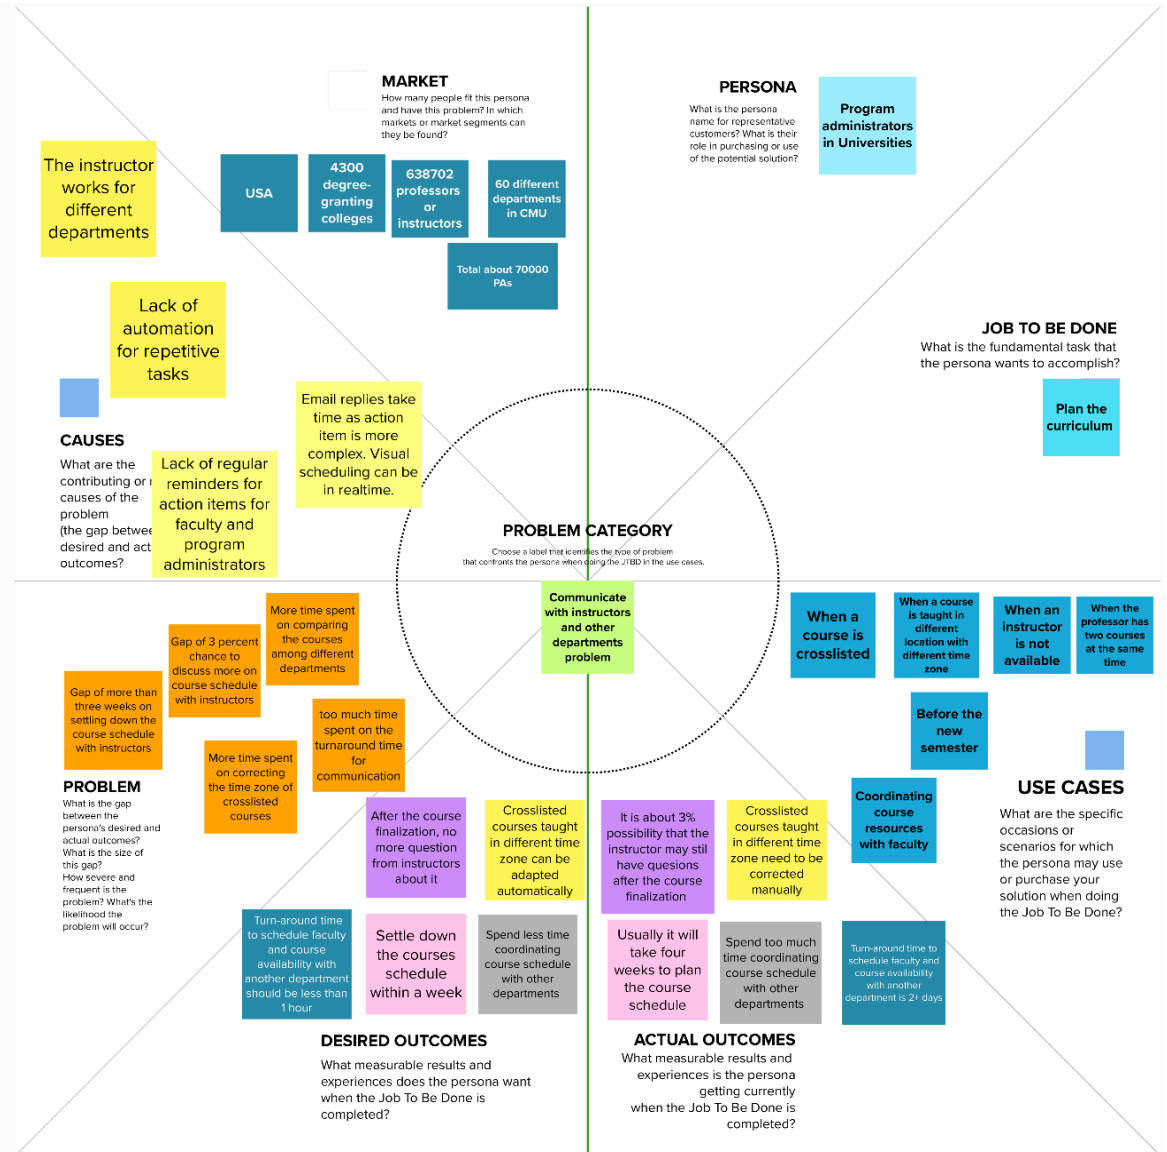 MARKET
How many people fit this persona
and have this problem? In which
markets or market segments can
they be found?
USA
4300
degree-
granting
colleges
638702
professors
or
instructors
60 different
departments
in CMU
Total about 70000
PAs
PERSONA
What is the persona
name for representative
customers? What is their
role in purchasing or use
of the potential solution?
Program
administrators
in Universities
JOB TO BE DONE
What is the fundamental task that
the persona wants to accomplish?
Plan the
curriculum
The instructor
works for
different
departments
Lack of
automation
for repetitive
tasks
Email replies take
time as action
item is more
complex. Visual
scheduling can be
in realtime.
CAUSES
What are the
contributing or
causes of the
problem
(the gap
desired and
outcomes?
Lack of regular
reminders for
action items for
faculty and
program
administrators
PROBLEM CATEGORY
Choose a label that identifies the type of problem
that confronts the persona when doing the JTBD in the use cases.
Communicate
with instructors
and other
departments
problem
More time spent
on comparing
the courses
among different
departments
Gap of 3 percent
chance to
discuss more on
course schedule
with instructors
Gap of more than
three weeks on
settling down the
course schedule
with instructors
too much time
spent on the
turnaround time
for
communication
More time spent
on correcting
the time zone of
crosslisted
courses
PROBLEM
What is the gap
between the
persona's desired and
actual outcomes?
What is the size of
this gap?
How severe and
frequent is the
problem? What's the
likelihood the
problem will occur?
When a
course is
crosslisted
When a course
is taught in
different
location with
different time
zone
When an
instructor
is not
available
When the
professor has
two courses
at the same
time
Before the
new
semester
Coordinating
course
resources
with faculty
USE CASES
What are the specific
occasions or
scenarios for which
the persona may use
or purchase your
solution when doing
the Job To Be Done?
After the course
finalization, no
more question
from instructors
about it
Crosslisted
courses taught
in different time
zone can be
adapted
automatically
Turn-around time
to schedule faculty
and course
availability with
another department
should be less than
1 hour
Settle down
the courses
schedule
within a week
Spend less time
coordinating
course schedule
with other
departments
DESIRED OUTCOMES
What measurable results and
experiences does the persona want
when the Job To Be Done is
completed?
It is about 3%
possibility that the
instructor may still
have quesions
after the course
finalization
Crosslisted
courses taught
in different time
zone need to be
corrected
manually
Usually it will
take four
weeks to plan
the course
schedule
Spend too much
time coordinating
course schedule
with other
departments
Turn-around time to
schedule faculty and
course availability
with another
department is 2+ days
ACTUAL OUTCOMES
What measurable results and
experiences is the persona
getting currently
when the Job To Be Done is
completed?